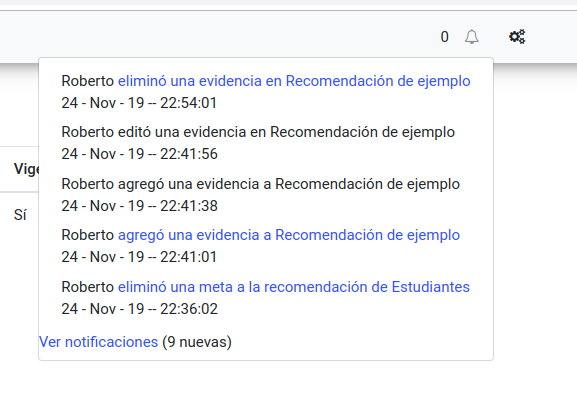 0
Roberto eliminó una evidencia en Recomendación de ejemplo
24 - Nov - 19 -- 22:54:01
Roberto editó una evidencia en Recomendación de ejemplo
24 - Nov - 19 -- 22:41:56
Roberto agregó una evidencia a Recomendación de ejemplo
24 - Nov - 19 -- 22:41:38
Roberto agregó una evidencia a Recomendación de ejemplo
24 - Nov - 19 -- 22:41:01
Roberto eliminó una meta a la recomendación de Estudiantes
24 - Nov - 19 -- 22:36:02
Ver notificaciones (9 nuevas)
Sí